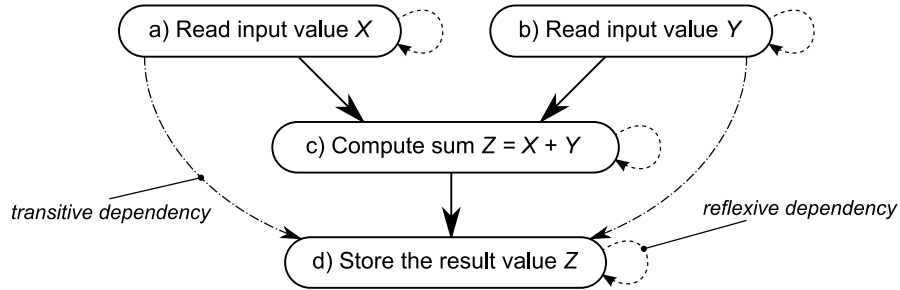 a) Read input value X
b) Read input value Y
c) Compute sum Z = X + Y
transitive dependency
reflexive dependency
d) Store the result value Z